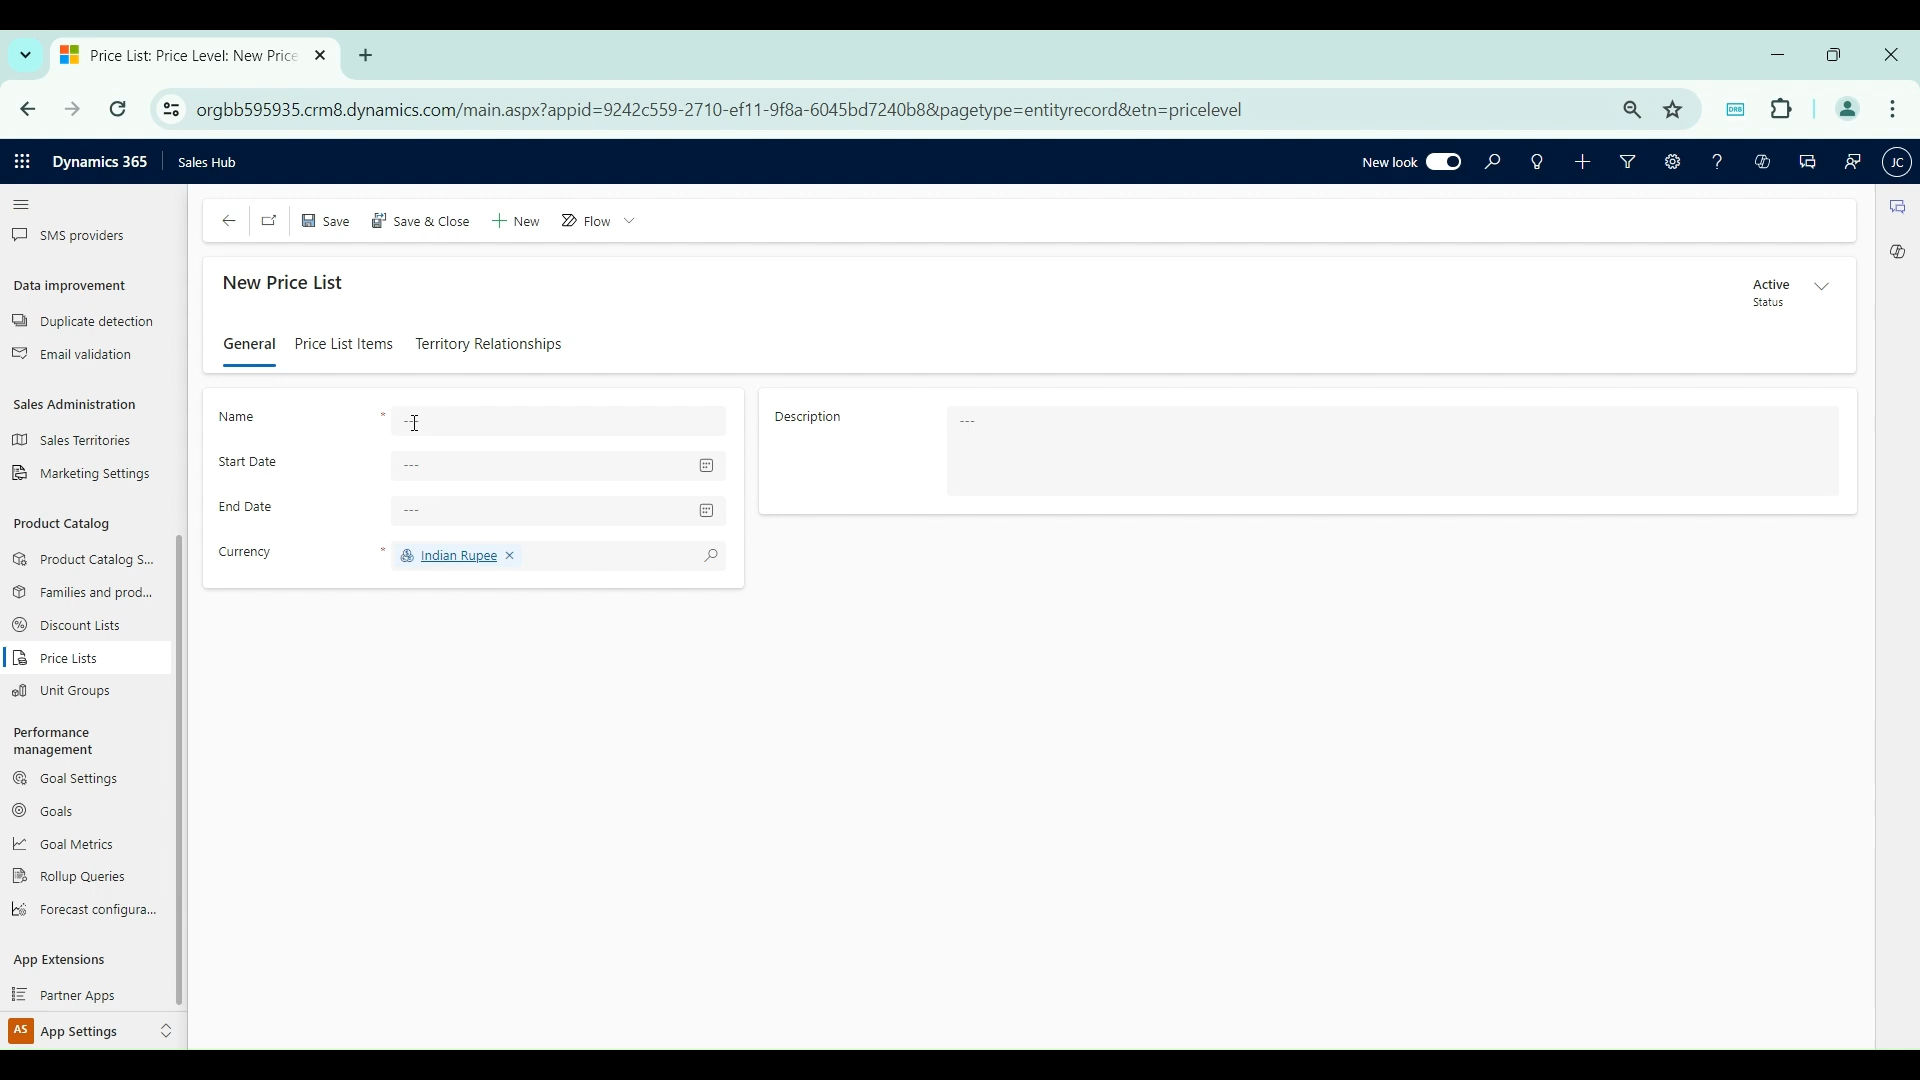 Price List: Price Level: New Price
orgbb595935.crm8.dynamics.com/main.aspx?appid=9242c559-2710-ef11-9f8a-6045bd7240b8&pagetype=entityrecord&etn=pricelevel
DRB
Dynamics 365
Sales Hub
New look
JC
SMS providers
Data improvement
Duplicate detection
Email validation
Sales Administration
Sales Territories
Marketing Settings
Product Catalog
Product Catalog S...
Families and prod...
Discount Lists
Price Lists
Unit Groups
Performance
management
Goal Settings
Goals
Goal Metrics
Rollup Queries
Forecast configura...
App Extensions
Partner Apps
AS App Settings
Save
Save & Close
New
Flow
New Price List
Active
Status
General
Price List Items
Territory Relationships
Name * ---
Start Date ---
End Date ---
Currency * Indian Rupee
Description ---